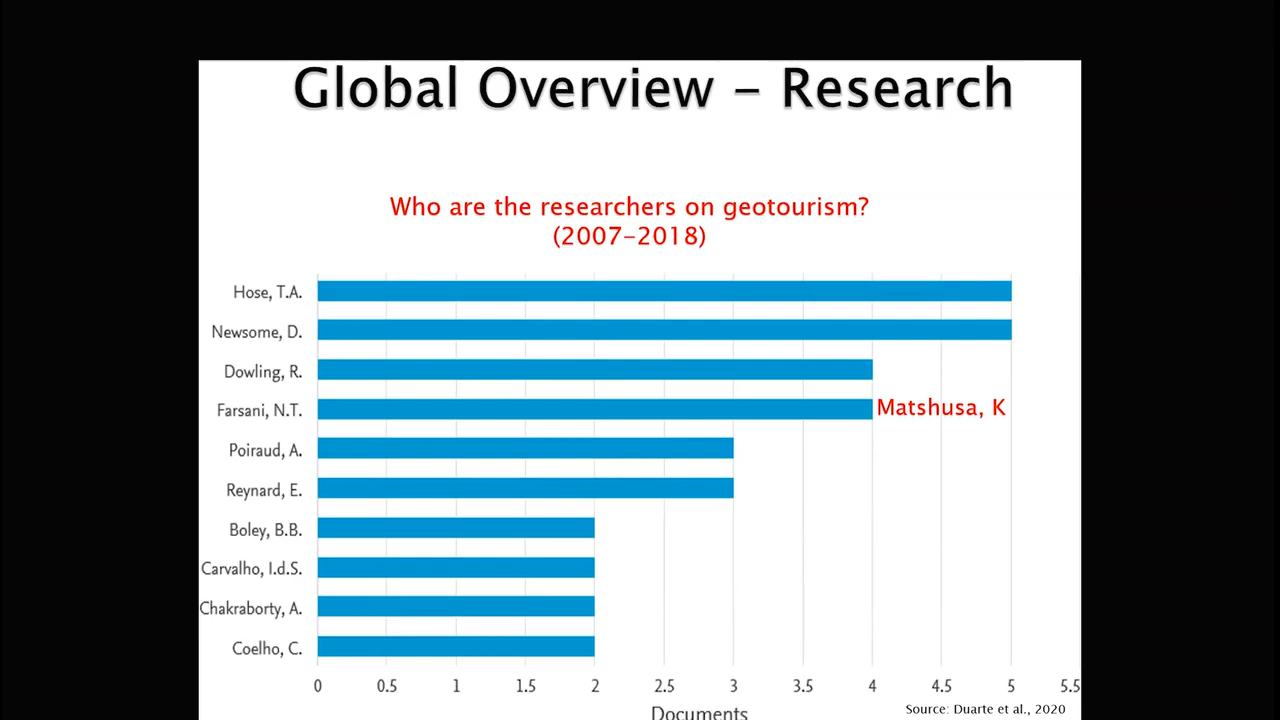 Global Overview – Research
Who are the researchers on geotourism?
(2007–2018)
Hose, T.A.
Newsome, D.
Dowling, R.
Farsani, N.T. Matshusa, K
Poiraud, A.
Reynard, E.
Boley, B.B.
Carvalho, I.d.S.
Chakraborty, A.
Coelho, C.
0 0.5 1 1.5 2 2.5 3 3.5 4 4.5 5 5.5
Documents
Source: Duarte et al., 2020